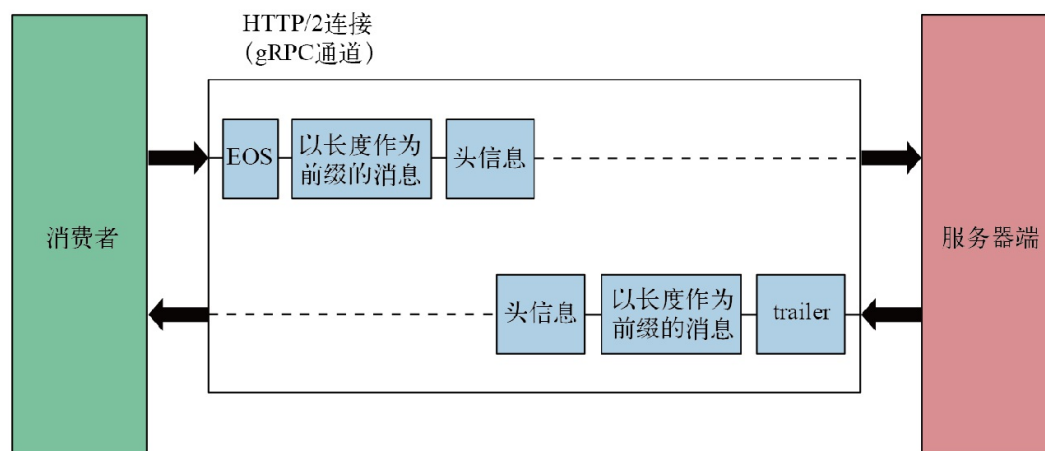 HTTP/2连接
（gRPC通道）
EOS
以长度作为
前缀的消息
头信息
消费者
服务器端
头信息
以长度作为
前缀的消息
trailer